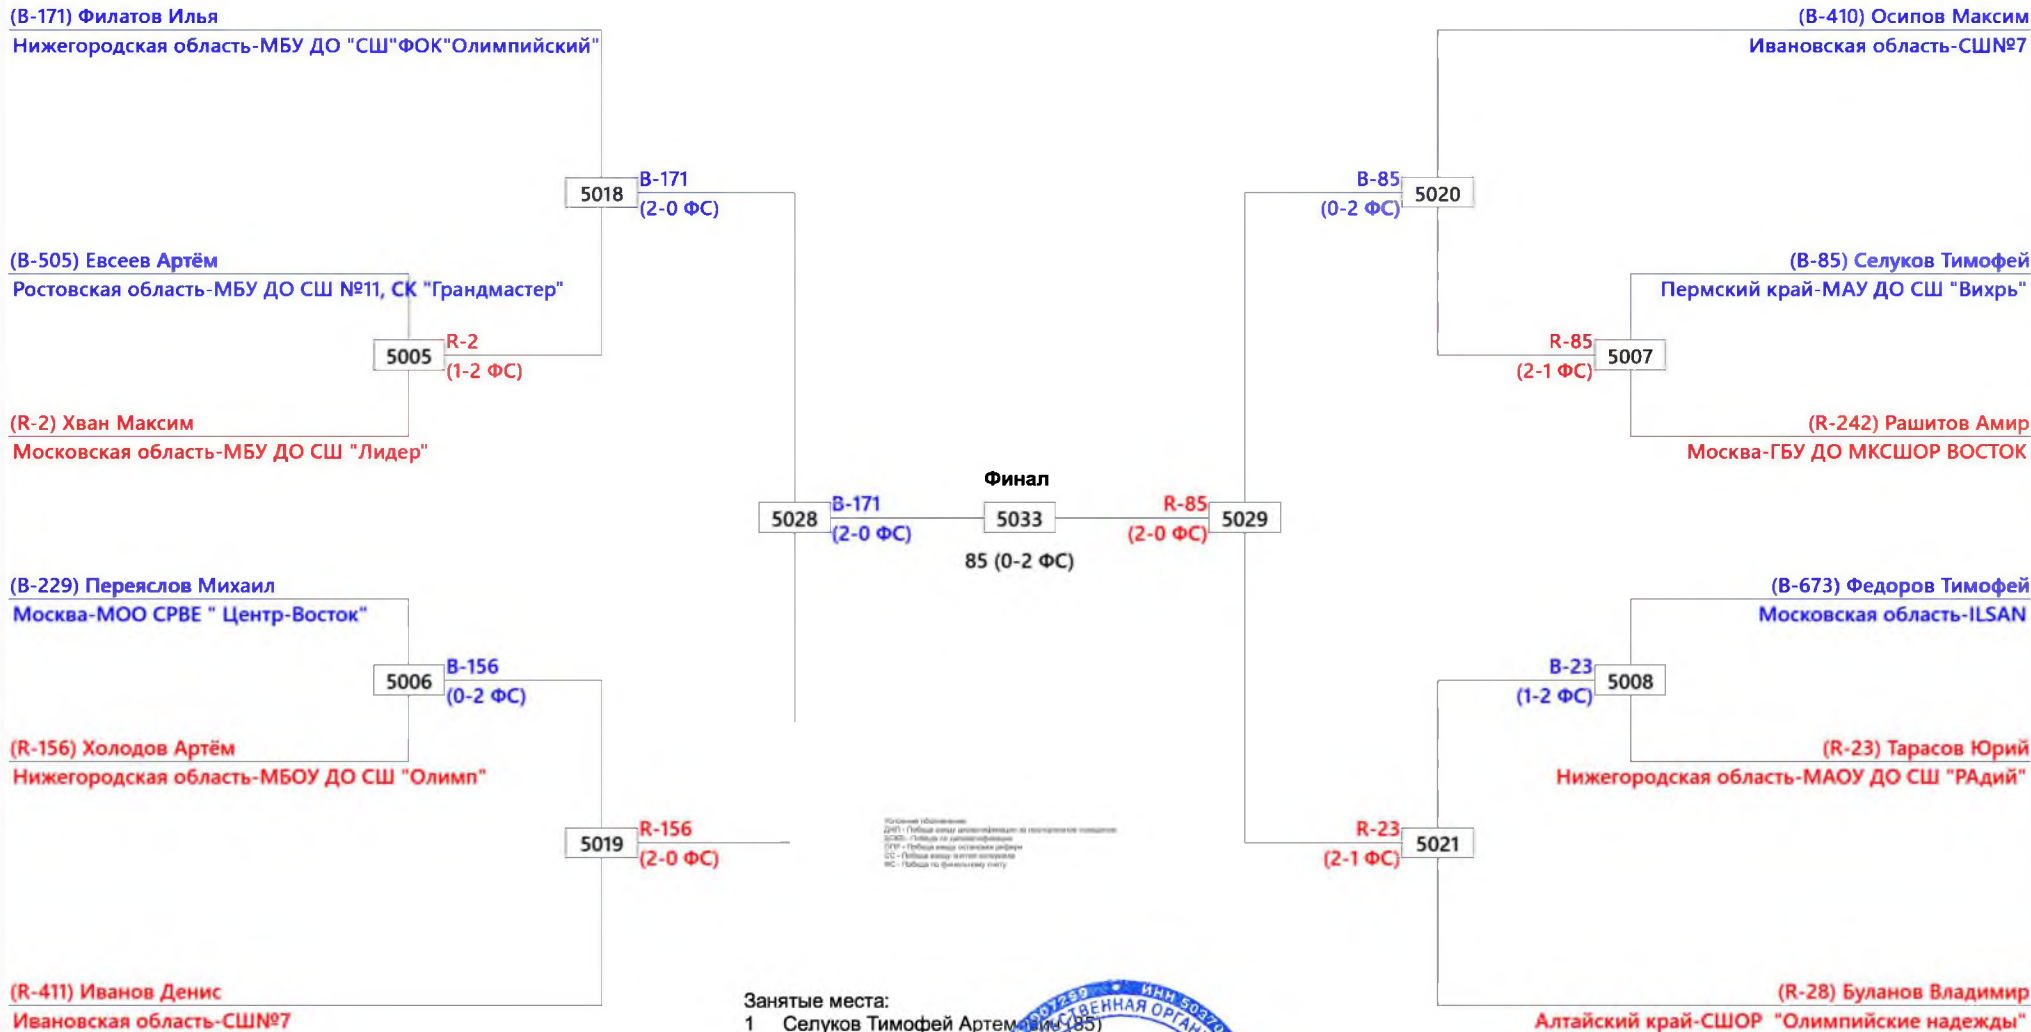 (B-171) Филатов Илья
Нижегородская область-МБУ ДО "СШ"ФОК"Олимпийский"
5018
B-171
(2-0 ФС)
(B-505) Евсеев Артём
Ростовская область-МБУ ДО СШ №11, СК "Грандмастер"
5005
R-2
(1-2 ФС)
(R-2) Хван Максим
Московская область-МБУ ДО СШ "Лидер"
5028
B-171
(2-0 ФС)
(B-229) Переяслов Михаил
Москва-МОО СРВЕ " Центр-Восток"
5006
B-156
(0-2 ФС)
(R-156) Холодов Артём
Нижегородская область-МБОУ ДО СШ "Олимп"
5019
R-156
(2-0 ФС)
(R-411) Иванов Денис
Ивановская область-СШ№7
Финал
5033
85 (0-2 ФС)
(B-410) Осипов Максим
Ивановская область-СШ№7
B-85
(0-2 ФС)
5020
(B-85) Селуков Тимофей
Пермский край-МАУ ДО СШ "Вихрь"
R-85
(2-1 ФС)
5007
(R-242) Рашитов Амир
Москва-ГБУ ДО МКСШОР ВОСТОК
R-85
(2-0 ФС)
5029
(B-673) Федоров Тимофей
Московская область-ILSAN
B-23
(1-2 ФС)
5008
(R-23) Тарасов Юрий
Нижегородская область-МАОУ ДО СШ "РАдий"
R-23
(2-1 ФС)
5021
(R-28) Буланов Владимир
Алтайский край-СШОР "Олимпийские надежды"
Занятые места:
1 Селуков Тимофей Артемович (85)
ИНН